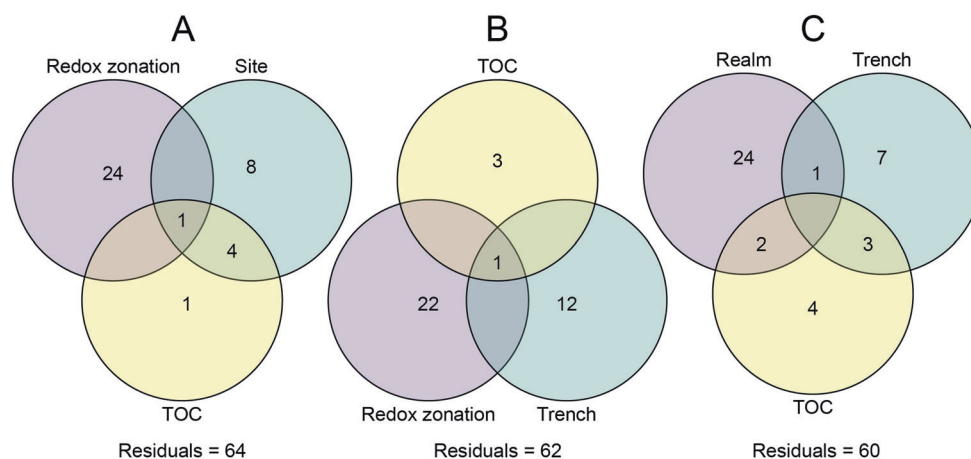 A
Redox zonation Site
24
8
1
4
1
TOC
Residuals = 64
B
TOC
3
1
22
12
Redox zonation Trench
Residuals = 62
C
Realm Trench
24
7
1
2
3
4
TOC
Residuals = 60